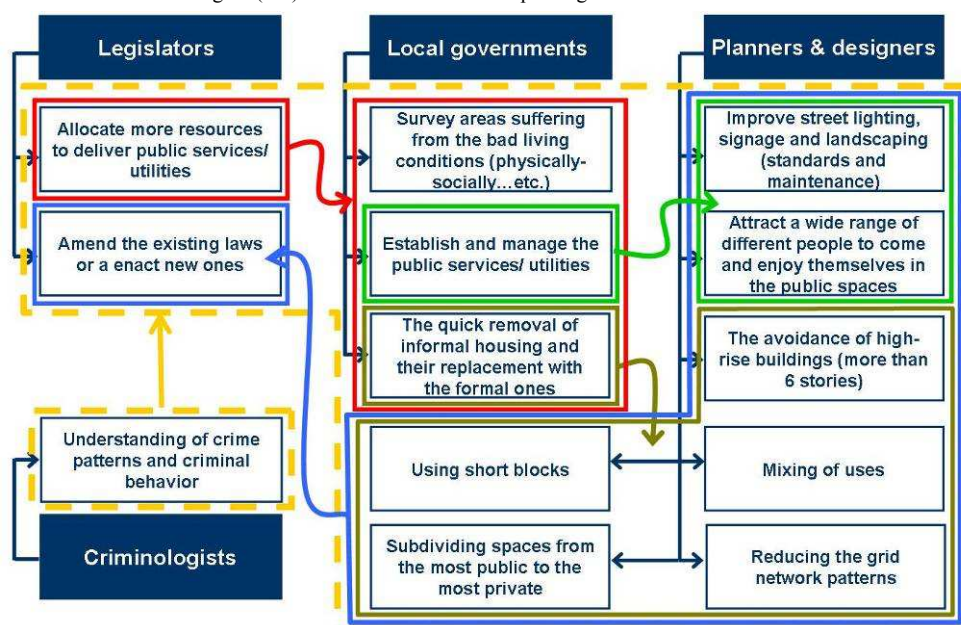 Legislators
Allocate more resources
to deliver public services/
utilities
Amend the existing laws
or a enact new ones
Understanding of crime
patterns and criminal
behavior
Criminologists
Local governments
Survey areas suffering
from the bad living
conditions (physically-
socially...etc.)
Establish and manage the
public services/ utilities
The quick removal of
informal housing and
their replacement with
the formal ones
Using short blocks
Subdividing spaces from
the most public to the
most private
Planners & designers
Improve street lighting,
signage and landscaping
(standards and
maintenance)
Attract a wide range of
different people to come
and enjoy themselves in
the public spaces
The avoidance of high-
rise buildings (more than
6 stories)
Mixing of uses
Reducing the grid
network patterns